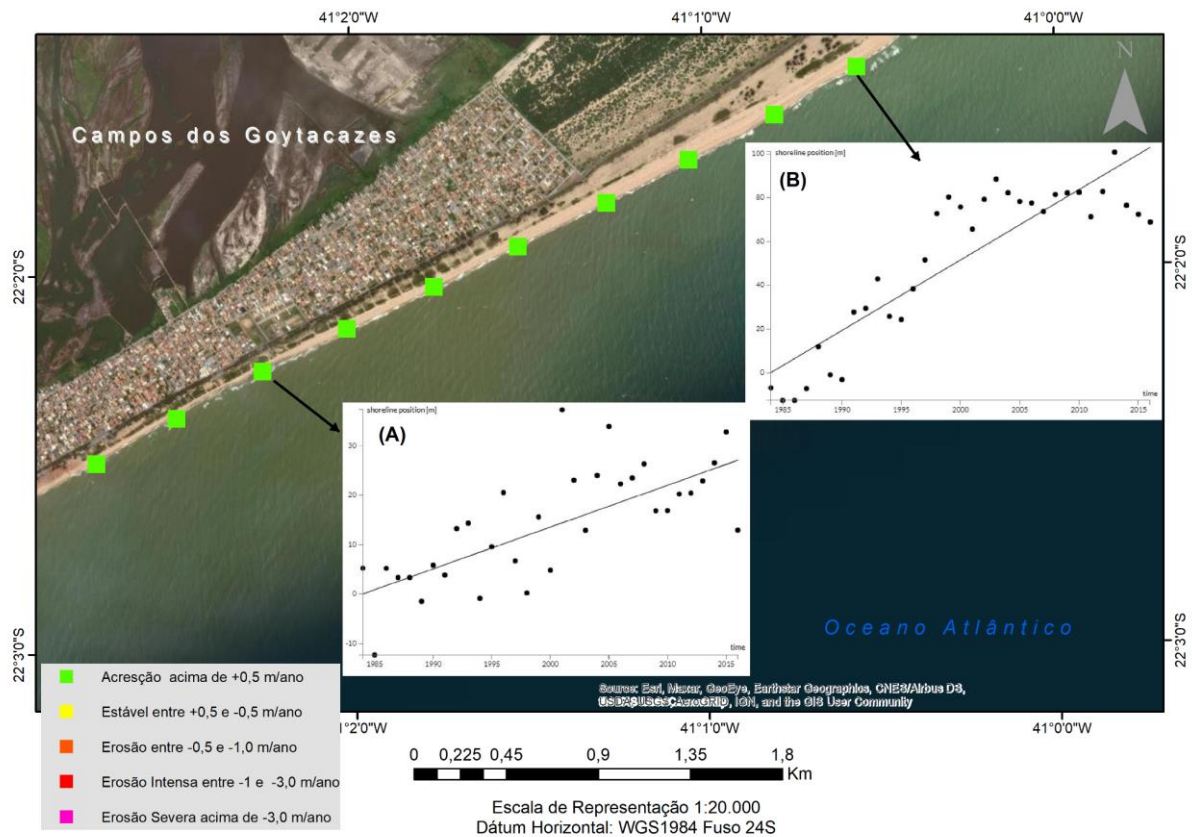 41°2'0"W
41°1'0"W
41°0'0"W
N
Campos dos Goytacazes
22°2'0"S
22°2'0"S
shoreline position [m]
(B)
100
80
60
40
20
0
time
1985
1990
1995
2000
2005
2010
2015
shoreline position [m]
(A)
30
20
10
0
-10
time
1985
1990
1995
2000
2005
2010
2015
Oceano Atlântico
22°3'0"S
22°3'0"S
Source: Esri, Maxar, GeoEye, Earthstar Geographics, CNES/Airbus DS,
USDA, USGS, AeroGRID, IGN, and the GIS User Community
Acresção acima de +0,5 m/ano
Estável entre +0,5 e -0,5 m/ano
Erosão entre -0,5 e -1,0 m/ano
Erosão Intensa entre -1 e -3,0 m/ano
Erosão Severa acima de -3,0 m/ano
2'0"W
41°1'0"W
41°0'0"W
0 0,225 0,45 0,9 1,35 1,8
Km
Escala de Representação 1:20.000
Dátum Horizontal: WGS1984 Fuso 24S